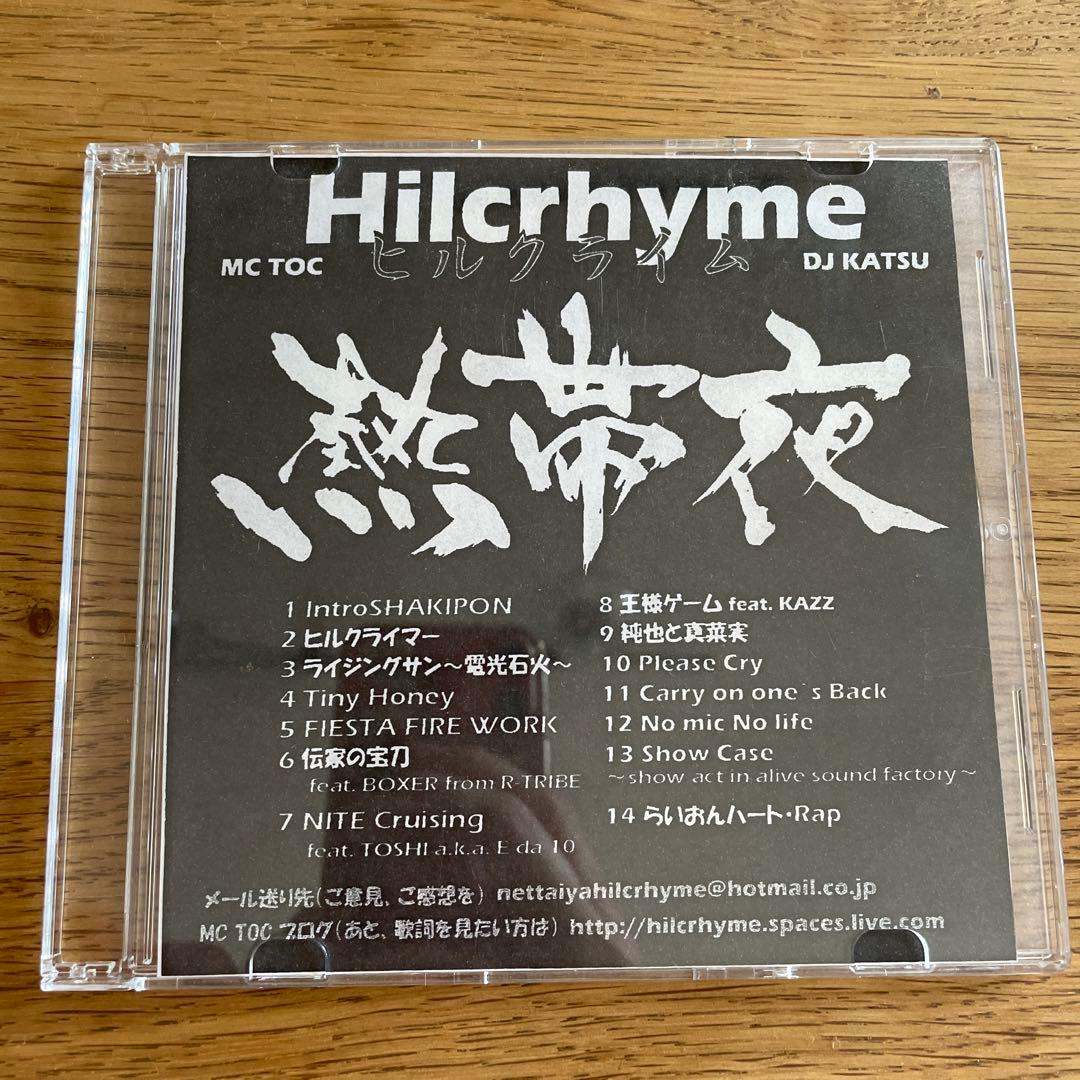 Hilcrhyme
ヒルクライム
MC TOC
DJ KATSU
熱帯夜
1 IntroSHAKIPON
2 ヒルクライマー
3 ライジングサン～電光石火～
4 Tiny Honey
5 FIESTA FIRE WORK
6 伝家の宝刀
feat. BOXER from R-TRIBE
7 NITE Cruising
feat. TOSHI a.k.a. E da 10
8 王様ゲーム feat. KAZZ
9 純也と真菜実
10 Please Cry
11 Carry on one`s Back
12 No mic No life
13 Show Case
～show act in alive sound factory～
14 らいおんハート・Rap
メール送り先(ご意見、ご感想を) nettaiyahilcrhyme@hotmail.co.jp
MC TOC ブログ(あと、歌詞を見たい方は) http://hilcrhyme.spaces.live.com